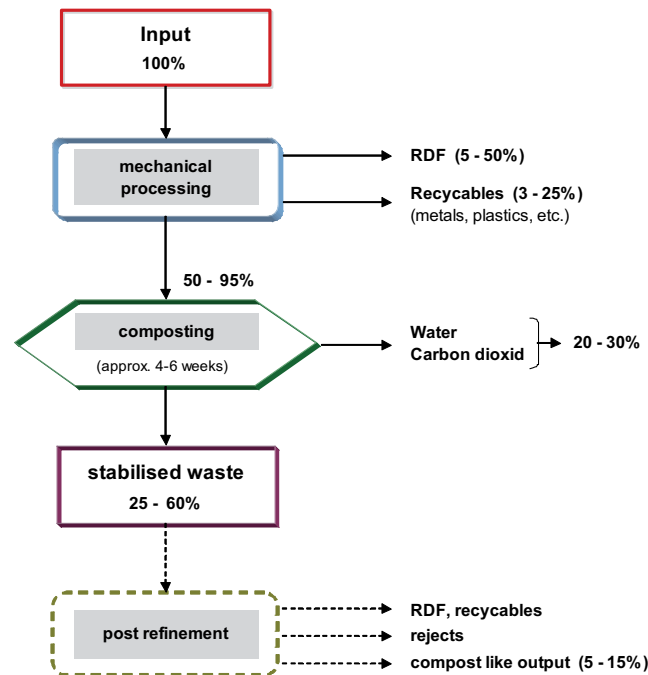 Input
100%
mechanical
processing
RDF (5 - 50%)
Recycables (3 - 25%)
(metals, plastics, etc.)
50 - 95%
composting
(approx. 4-6 weeks)
Water
Carbon dioxid
20 - 30%
stabilised waste
25 - 60%
post refinement
RDF, recycables
rejects
compost like output (5 - 15%)